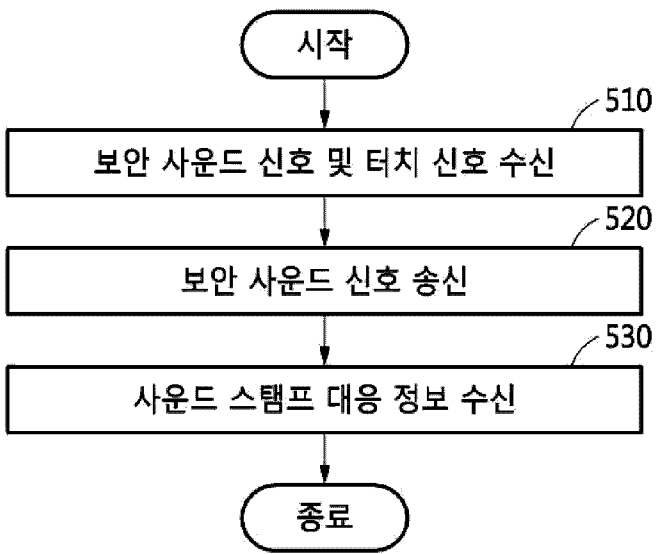 시작
510
보안 사운드 신호 및 터치 신호 수신
520
보안 사운드 신호 송신
530
사운드 스탬프 대응 정보 수신
종료